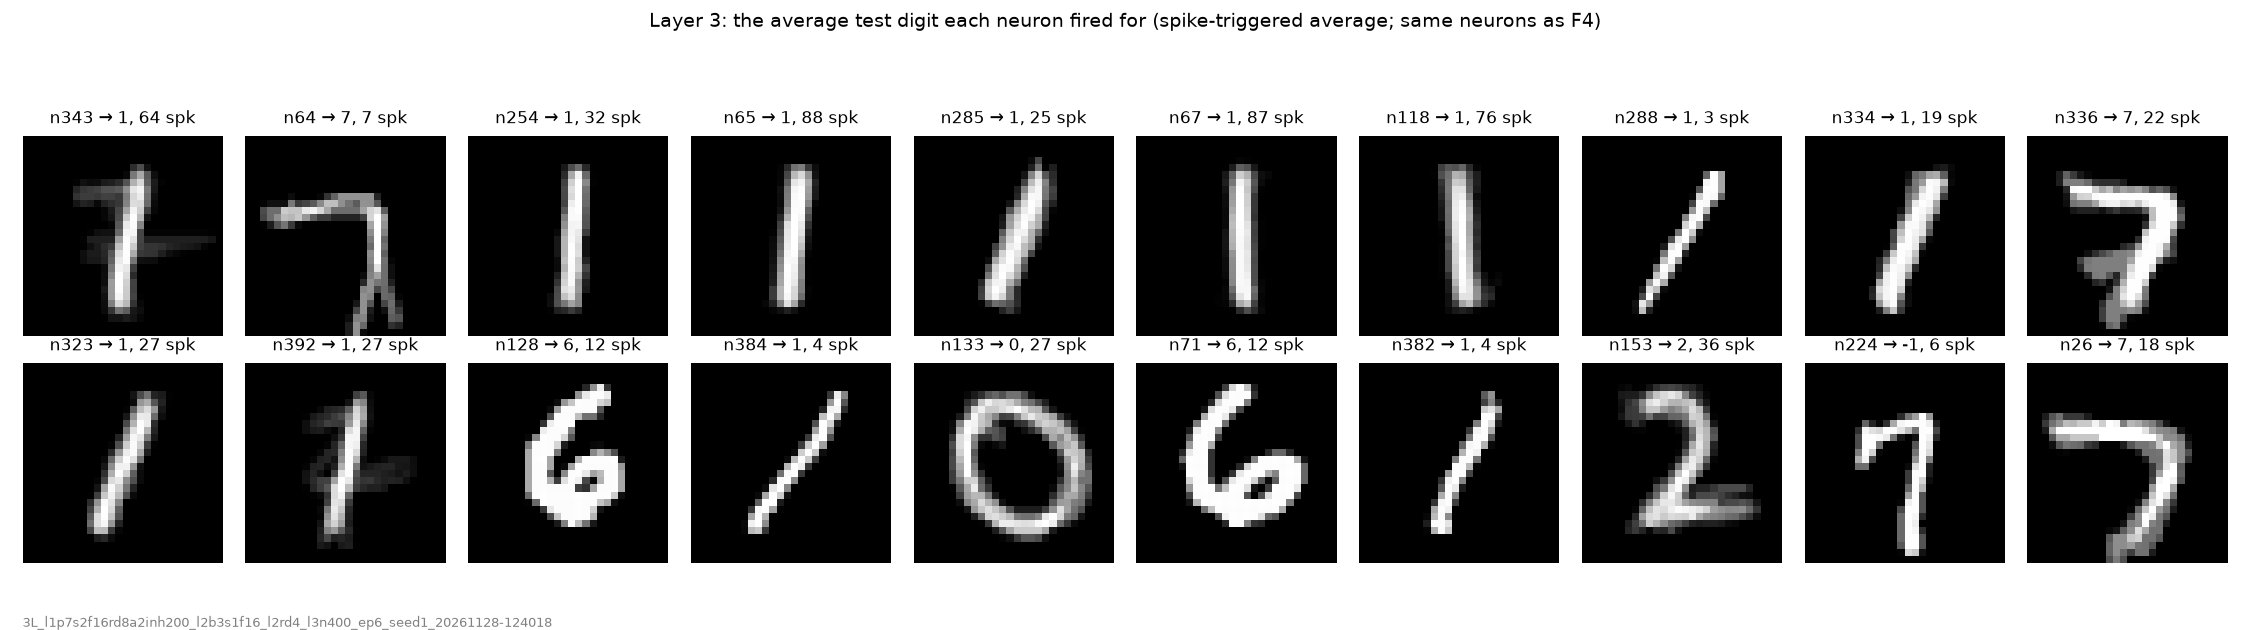 Layer 3: the average test digit each neuron fired for (spike-triggered average; same neurons as F4)
n343 → 1, 64 spk
n64 → 7, 7 spk
n254 → 1, 32 spk
n65 → 1, 88 spk
n285 → 1, 25 spk
n67 → 1, 87 spk
n118 → 1, 76 spk
n288 → 1, 3 spk
n334 → 1, 19 spk
n336 → 7, 22 spk
n323 → 1, 27 spk
n392 → 1, 27 spk
n128 → 6, 12 spk
n384 → 1, 4 spk
n133 → 0, 27 spk
n71 → 6, 12 spk
n382 → 1, 4 spk
n153 → 2, 36 spk
n224 → -1, 6 spk
n26 → 7, 18 spk
3L_l1p7s2f16rd8a2inh200_l2b3s1f16_l2rd4_l3n400_ep6_seed1_20261128-124018